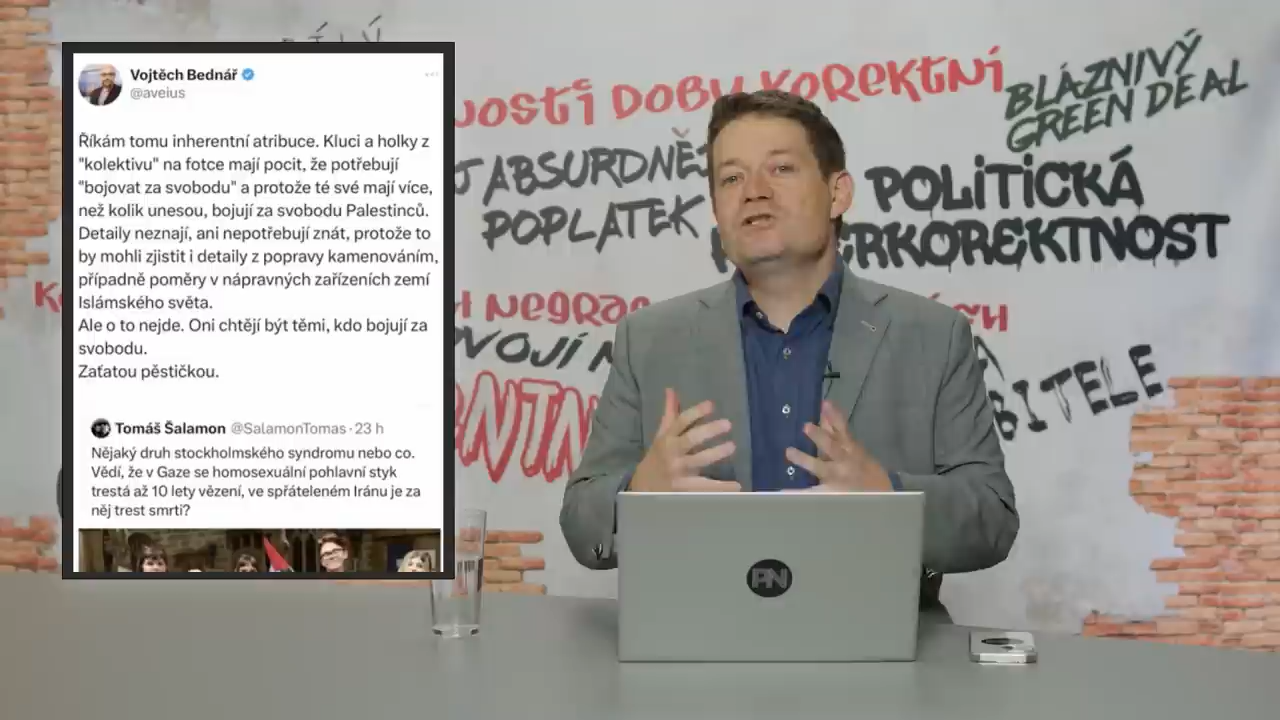 Vojtěch Bednář
@aveius
Říkám tomu inherentní atribuce. Kluci a holky z
"kolektivu" na fotce mají pocit, že potřebují
"bojovat za svobodu" a protože té své mají více,
než kolik unesou, bojují za svobodu Palestinců.
Detaily neznají, ani nepotřebují znát, protože to
by mohli zjistit i detaily z popravy kamenováním,
případně poměry v nápravných zařízeních zemí
Islámského světa.
Ale o to nejde. Oni chtějí být těmi, kdo bojují za
svobodu.
Zaťatou pěstičkou.
Tomáš Šalamon @SalamonTomas · 23 h
Nějaký druh stockholmského syndromu nebo co.
Vědí, že v Gaze se homosexuální pohlavní styk
trestá až 10 lety vězení, ve spřáteleném Iránu je za
něj trest smrti?
DOBY KOREKTNÍ
BLÁZNIVÝ
GREEN DEAL
ABSURDNĚJ
POPLATEK
POLITICKÁ
PN